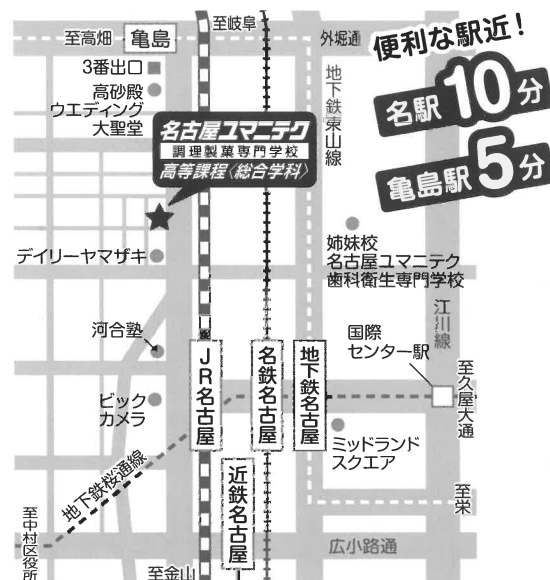 至岐阜
至高畑
亀島
外堀通
便利な駅近!
3番出口
高砂殿
ウエディング
大聖堂
地下鉄東山線
名駅10分
亀島駅5分
名古屋ユマニテク
調理製菓専門学校
高等課程〈総合学科〉
デイリーヤマザキ
姉妹校
名古屋ユマニテク
歯科衛生専門学校
江川線
河合塾
国際
センター駅
JR名古屋
名鉄名古屋
地下鉄名古屋
至久屋大通
ビック
カメラ
ミッドランド
スクエア
地下鉄桜通線
近鉄名古屋
至栄
至中村区役所
広小路通
至金山